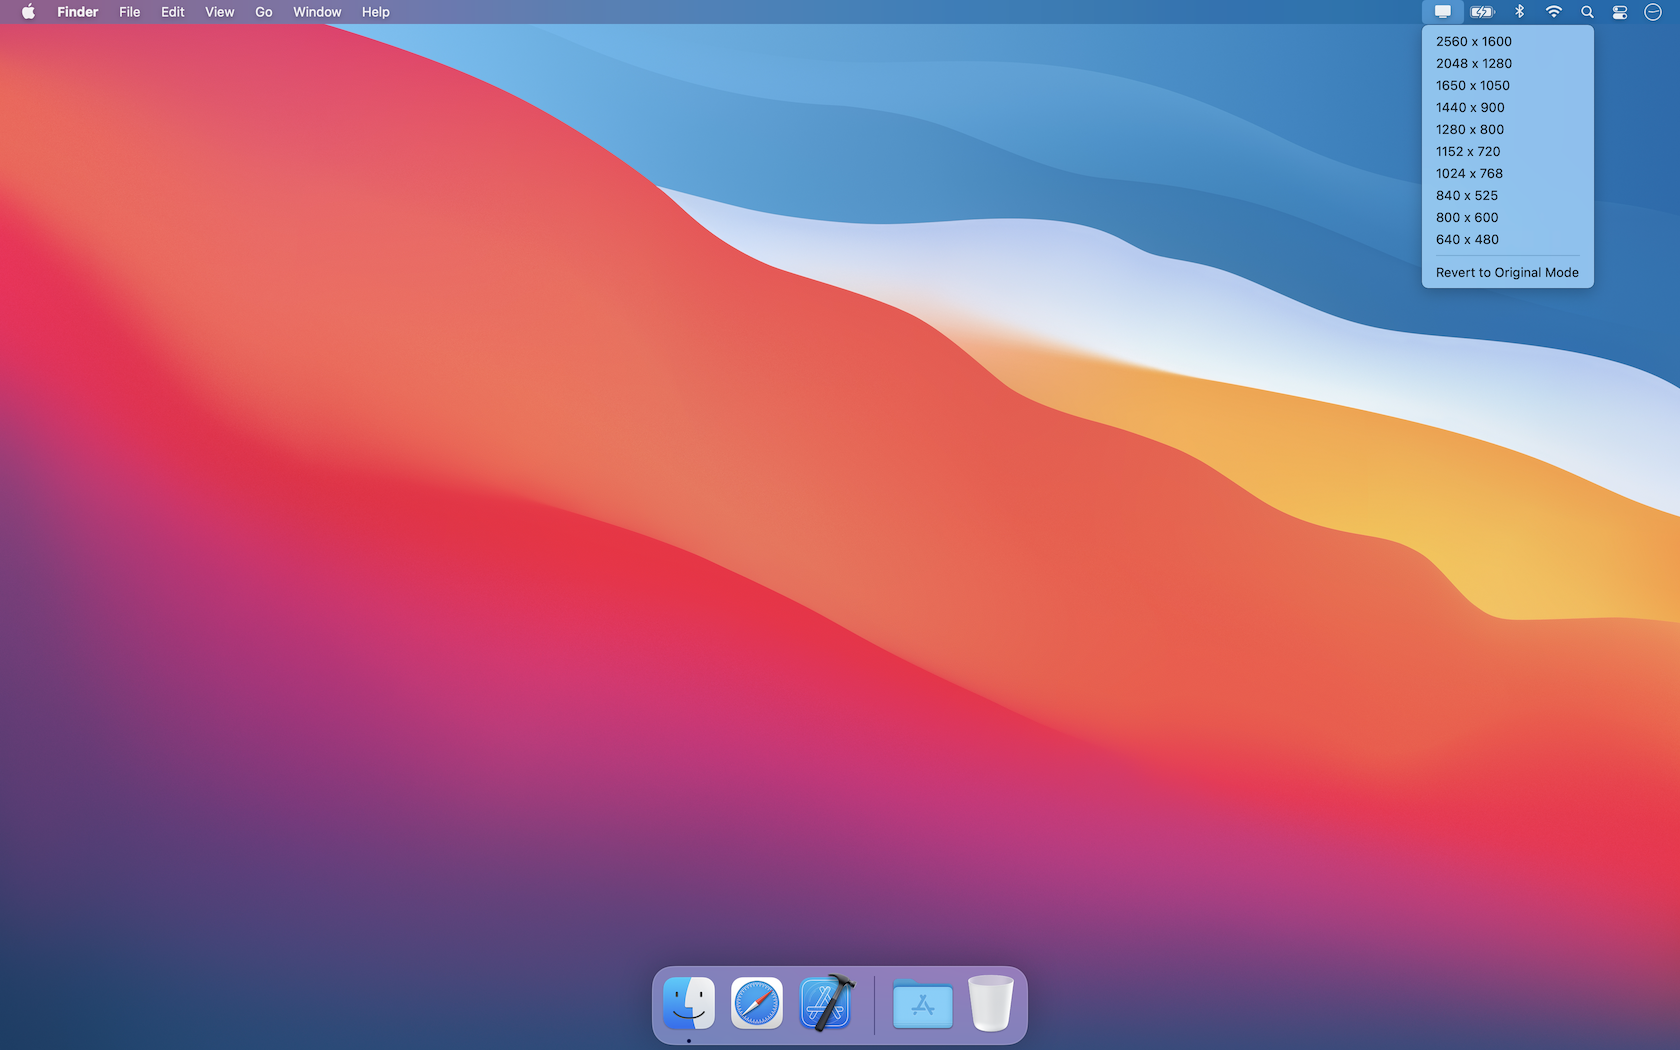 Finder File Edit View Go Window Help
2560 x 1600
2048 x 1280
1650 x 1050
1440 x 900
1280 x 800
1152 x 720
1024 x 768
840 x 525
800 x 600
640 x 480
Revert to Original Mode